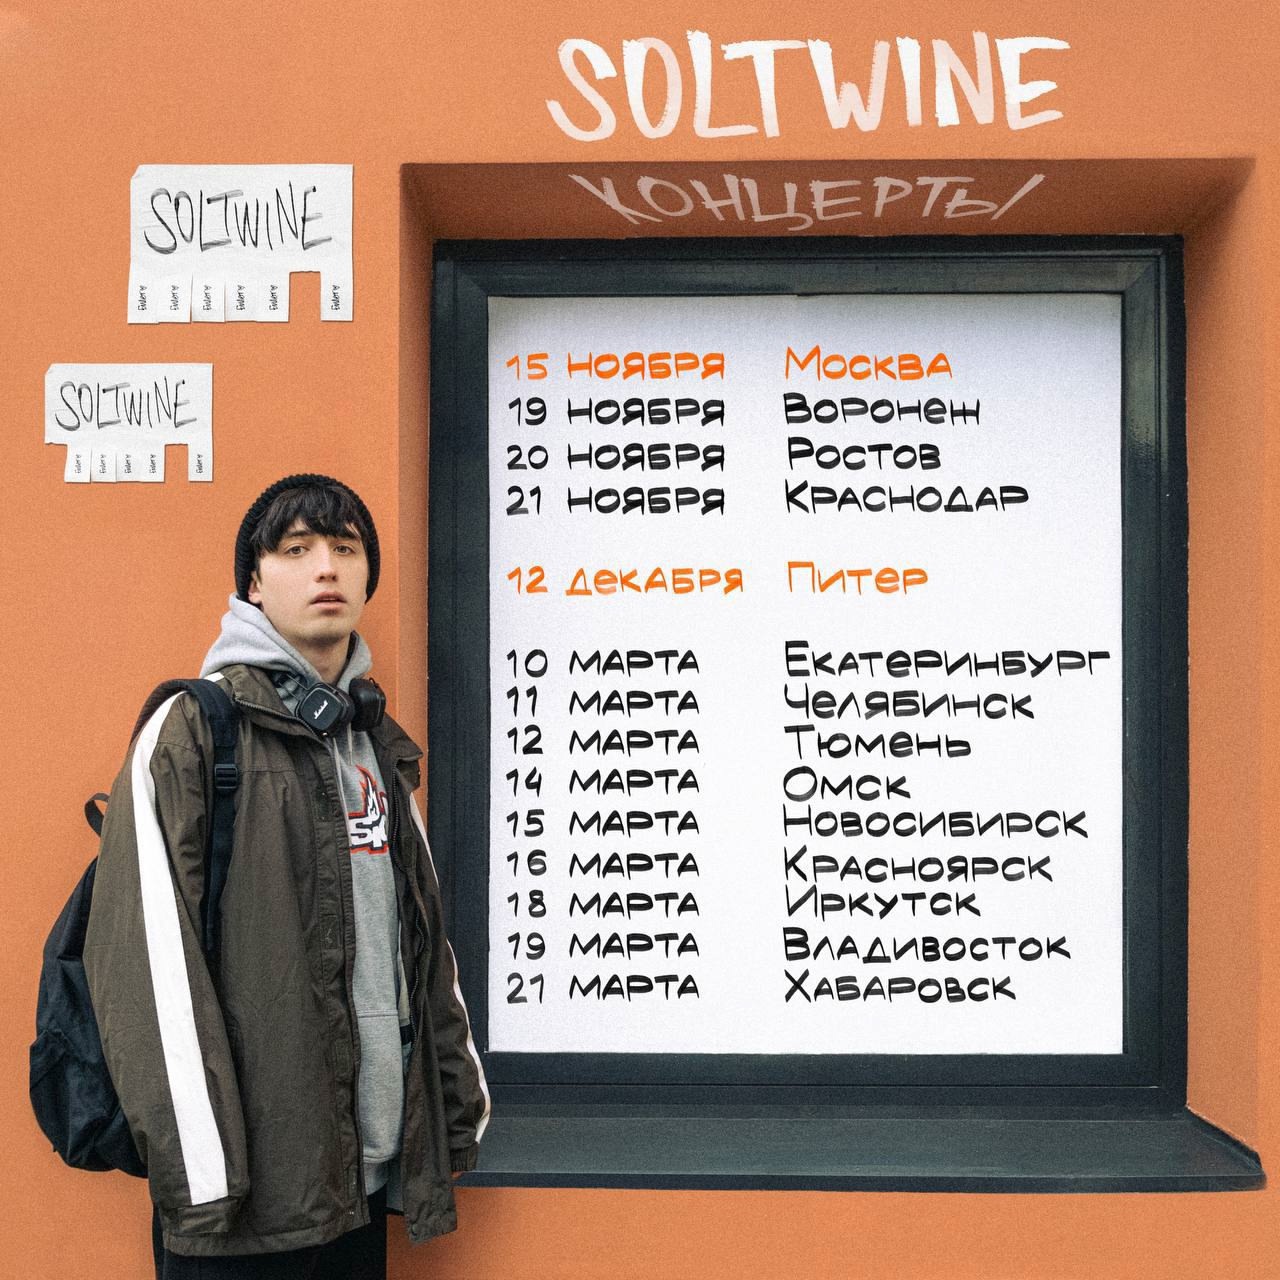 SOLTWINE
КОНЦЕРТЫ
SOLTWINE
SOLTWINE
15 НОЯБРЯ МОСКВА
19 НОЯБРЯ ВОРОНЕЖ
20 НОЯБРЯ РОСТОВ
21 НОЯБРЯ КРАСНОДАР
12 ДЕКАБРЯ ПИТЕР
10 МАРТА ЕКАТЕРИНБУРГ
11 МАРТА ЧЕЛЯБИНСК
12 МАРТА ТЮМЕНЬ
14 МАРТА ОМСК
15 МАРТА НОВОСИБИРСК
16 МАРТА КРАСНОЯРСК
18 МАРТА ИРКУТСК
19 МАРТА ВЛАДИВОСТОК
21 МАРТА ХАБАРОВСК
Marshall